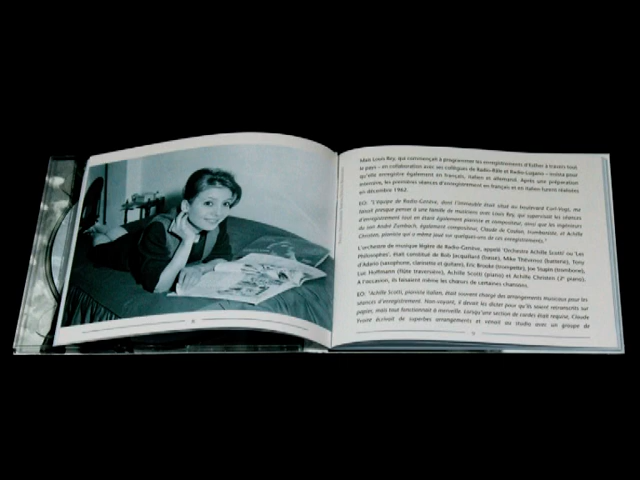 Mais Louis Rey, qui commençait à programmer les enregistrements d'Esther à travers tout
le pays – en collaboration avec ses collègues de Radio-Bâle et Radio-Lugano – insista pour
qu'elle enregistre également en français, italien et allemand. Après une préparation
intensive, les premières séances d'enregistrement en français et en italien furent réalisées
en décembre 1962.
EO: "L'équipe de Radio-Genève, dont l'immeuble était situé au boulevard Carl-Vogt, me
faisait presque penser à une famille de musiciens avec Louis Rey, qui supervisait les séances
d'enregistrement tout en étant également pianiste et compositeur, ainsi que les ingénieurs
du son André Zumbach, également compositeur, Claude de Coulon, tromboniste, et Achille
Christen, pianiste qui a même joué sur quelques-uns de ces enregistrements."
L'orchestre de musique légère de Radio-Genève, appelé 'Orchestre Achille Scotti' ou 'Les
Philosophes', était constitué de Bob Jacquillard (basse), Mike Thévenoz (batterie), Tony
d'Adario (saxophone, clarinette et guitare), Eric Brooke (trompette), Joe Trapin (trombone),
Luc Hoffmann (flûte traversière), Achille Scotti (piano) et Achille Christen (2e piano).
A l'occasion, ils faisaient même les chœurs de certaines chansons.
EO: "Achille Scotti, pianiste italien, était souvent chargé des arrangements musicaux pour les
séances d'enregistrement. Non-voyant, il devait les dicter pour qu'ils soient retranscrits sur
papier, mais tout fonctionnait à merveille. Lorsqu'une section de cordes était requise, Claude
Yvoire écrivait de superbes arrangements et venait au studio avec un groupe de